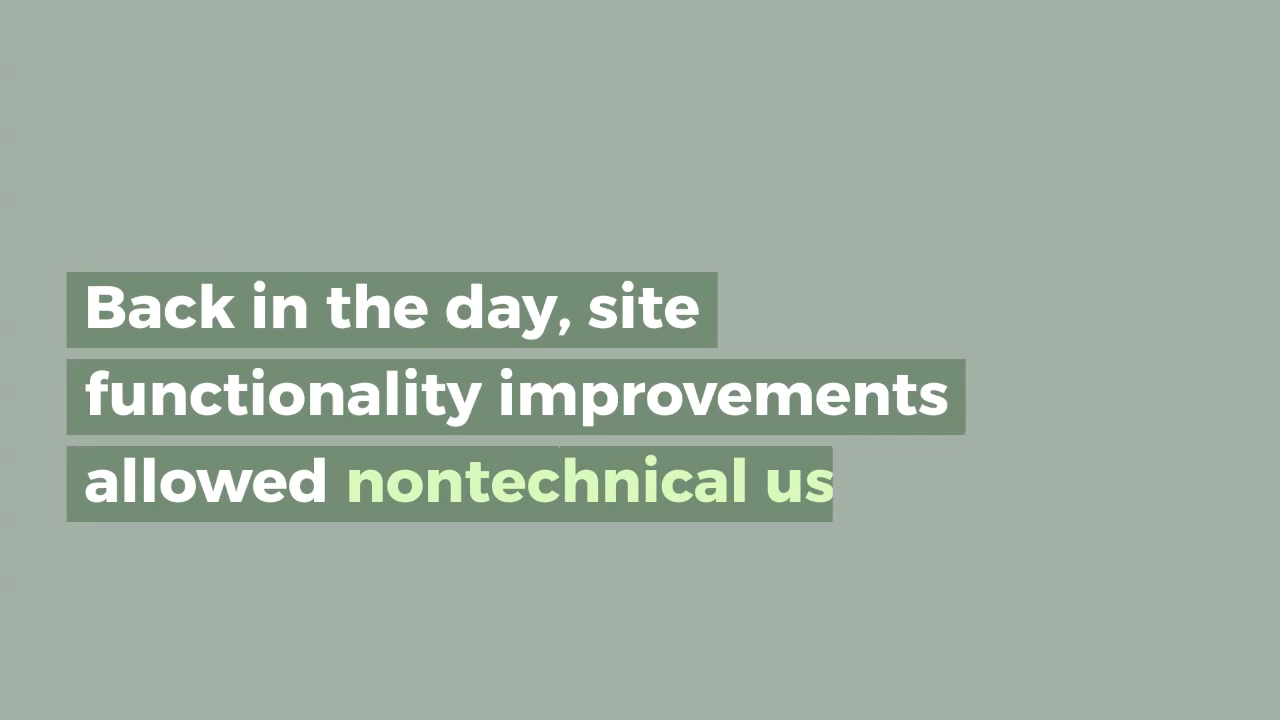 Back in the day, site
functionality improvements
allowed nontechnical us